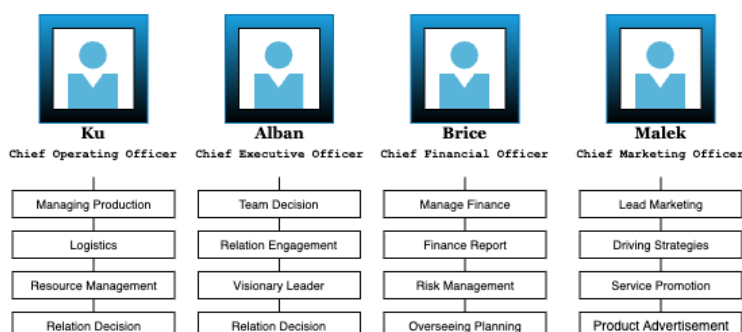 Ku
Chief Operating Officer
Managing Production
Logistics
Resource Management
Relation Decision
Alban
Chief Executive Officer
Team Decision
Relation Engagement
Visionary Leader
Relation Decision
Brice
Chief Financial Officer
Manage Finance
Finance Report
Risk Management
Overseeing Planning
Malek
Chief Marketing Officer
Lead Marketing
Driving Strategies
Service Promotion
Product Advertisement